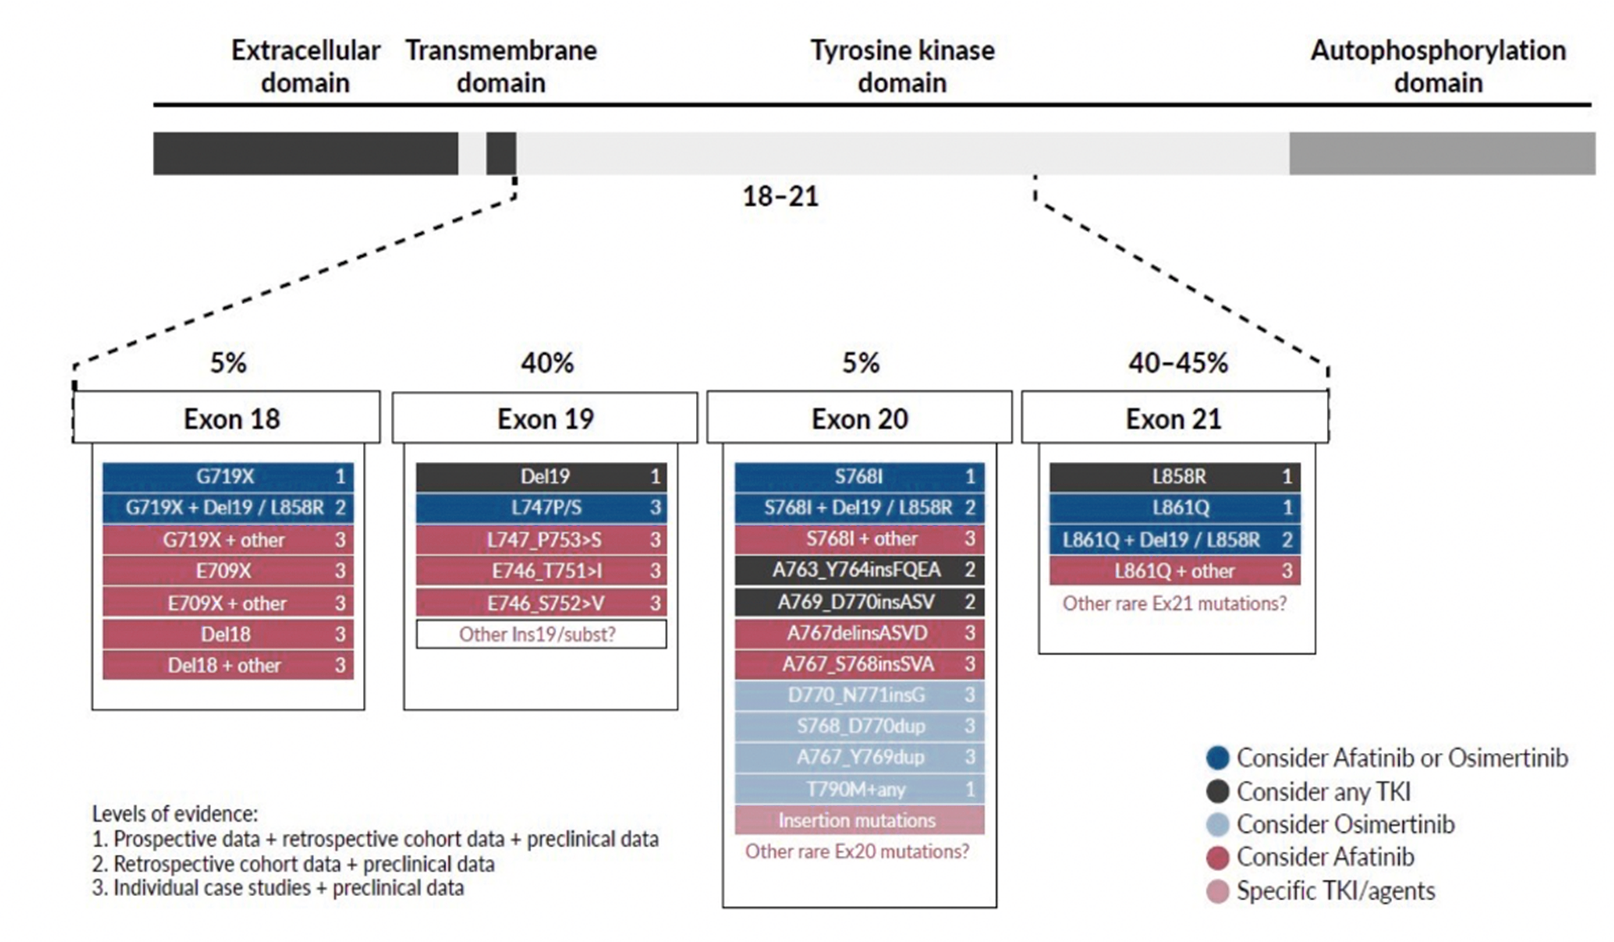 Extracellular domain
Transmembrane domain
Tyrosine kinase domain
Autophosphorylation domain
18–21
5%
Exon 18
G719X 1
G719X + Del19 / L858R 2
G719X + other 3
E709X 3
E709X + other 3
Del18 3
Del18 + other 3
40%
Exon 19
Del19 1
L747P/S 3
L747_P753>S 3
E746_T751>I 3
E746_S752>V 3
Other Ins19/subst?
5%
Exon 20
S768I 1
S768I + Del19 / L858R 2
S768I + other 3
A763_Y764insFQEA 2
A769_D770insASV 2
A767delinsASVD 3
A767_S768insSVA 3
D770_N771insG 3
S768_D770dup 3
A767_Y769dup 3
T790M+any 1
Insertion mutations
Other rare Ex20 mutations?
40–45%
Exon 21
L858R 1
L861Q 1
L861Q + Del19 / L858R 2
L861Q + other 3
Other rare Ex21 mutations?
Levels of evidence:
1. Prospective data + retrospective cohort data + preclinical data
2. Retrospective cohort data + preclinical data
3. Individual case studies + preclinical data
Consider Afatinib or Osimertinib
Consider any TKI
Consider Osimertinib
Consider Afatinib
Specific TKI/agents